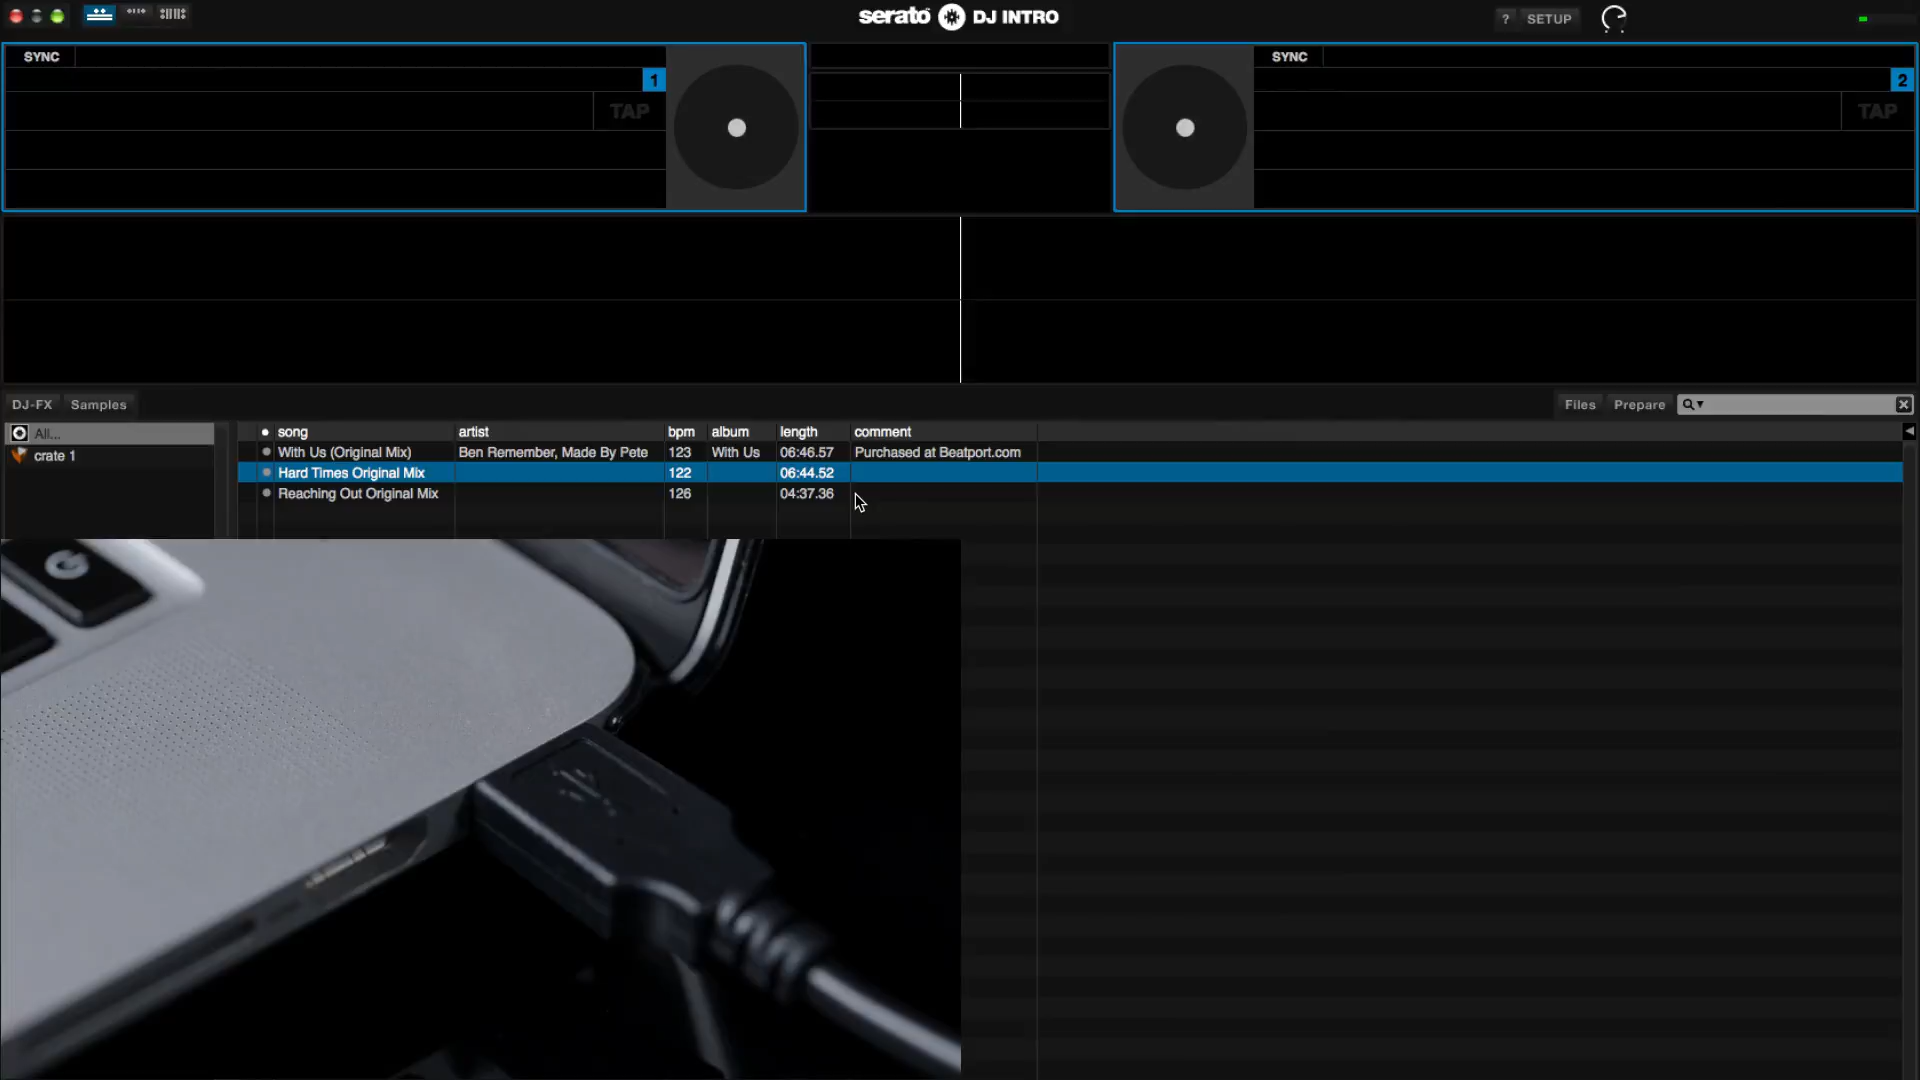 serato DJ INTRO
? SETUP
SYNC
1
TAP
SYNC
2
TAP
DJ-FX Samples
Files Prepare
All...
crate 1
song artist bpm album length comment
With Us (Original Mix) Ben Remember, Made By Pete 123 With Us 06:46.57 Purchased at Beatport.com
Hard Times Original Mix 122 06:44.52
Reaching Out Original Mix 126 04:37.36